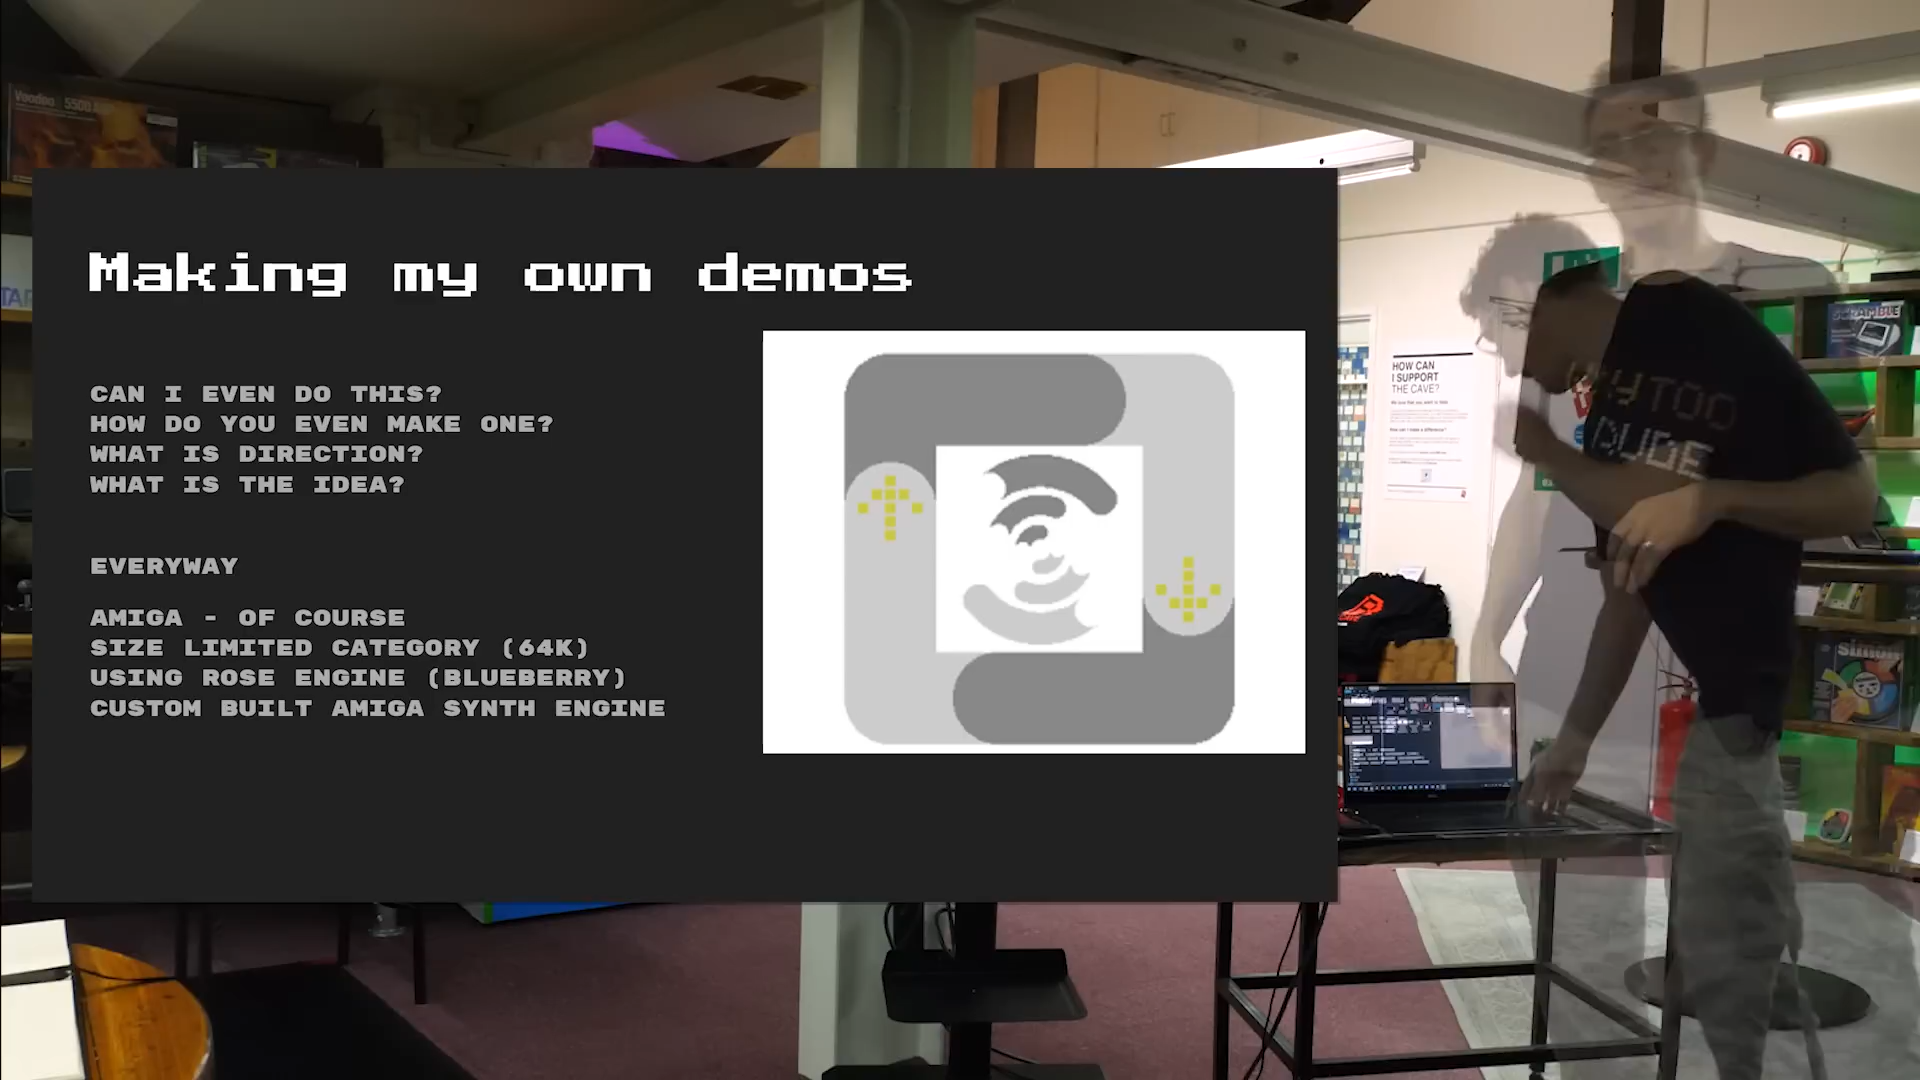 Voodoo 5500
Making my own demos
CAN I EVEN DO THIS?
HOW DO YOU EVEN MAKE ONE?
WHAT IS DIRECTION?
WHAT IS THE IDEA?
EVERYWAY
AMIGA - OF COURSE
SIZE LIMITED CATEGORY (64K)
USING ROSE ENGINE (BLUEBERRY)
CUSTOM BUILT AMIGA SYNTH ENGINE
HOW CAN
I SUPPORT
THE CAVE?
TOO
DUDE
SCRAMBLE
simon